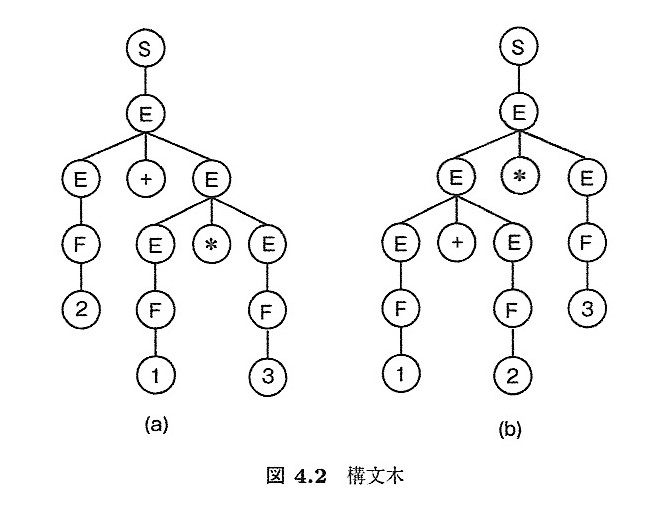 S
E
E + E
F E * E
2 F F
1 3
(a)
S
E
E * E
E + E F
F F 3
1 2
(b)
図 4.2 構文木